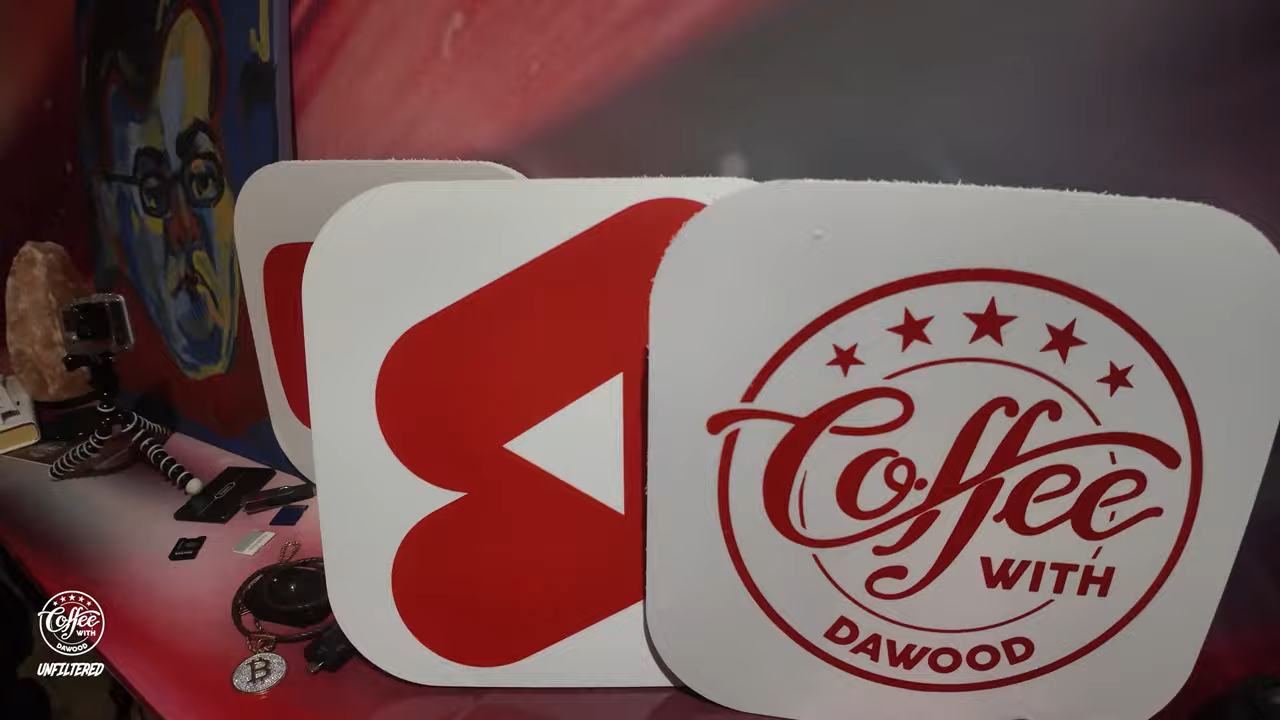 Coffee
WITH
DAWOOD
Coffee
WITH
DAWOOD
UNFILTERED